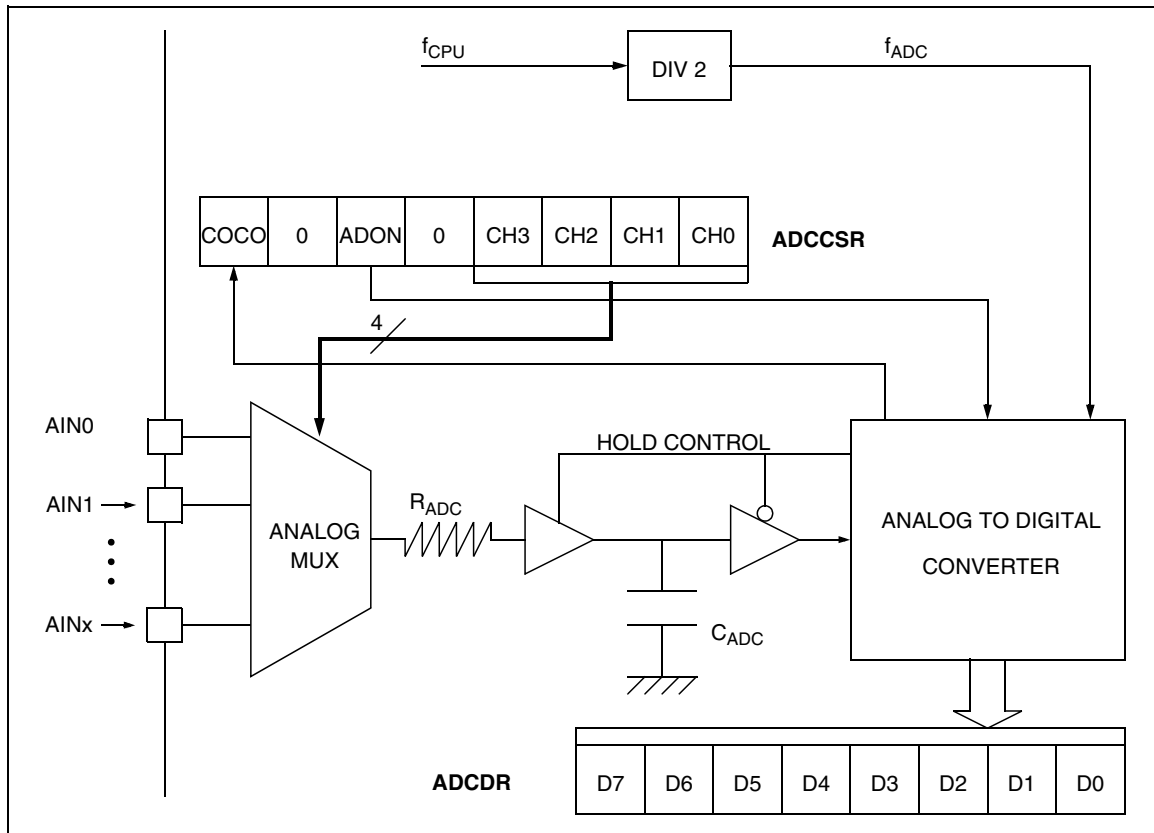 fCPU
DIV 2
fADC
COCO 0 ADON 0 CH3 CH2 CH1 CH0
ADCCSR
4
AIN0
HOLD CONTROL
AIN1
RADC
ANALOG
MUX
ANALOG TO DIGITAL
CONVERTER
AINx
CADC
ADCDR
D7 D6 D5 D4 D3 D2 D1 D0